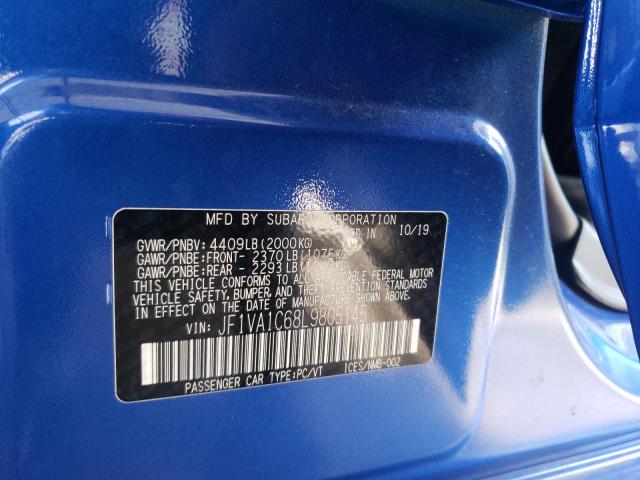 MFD BY SUBARU CORPORATION
IN 10/19
GVWR/PNBV: 4409LB(2000KG)
GAWR/PNBE:FRONT- 2370LB(1075KG)
GAWR/PNBE:REAR - 2293LB
THIS VEHICLE CONFORMS TO ALL APPLICABLE FEDERAL MOTOR
VEHICLE SAFETY, BUMPER, AND THEFT PREVENTION STANDARDS
IN EFFECT ON THE DATE OF MANUFACTURE SHOWN ABOVE.
VIN: JF1VA1C68L9805145
PASSENGER CAR TYPE:PC/VT ICES/NMB-002